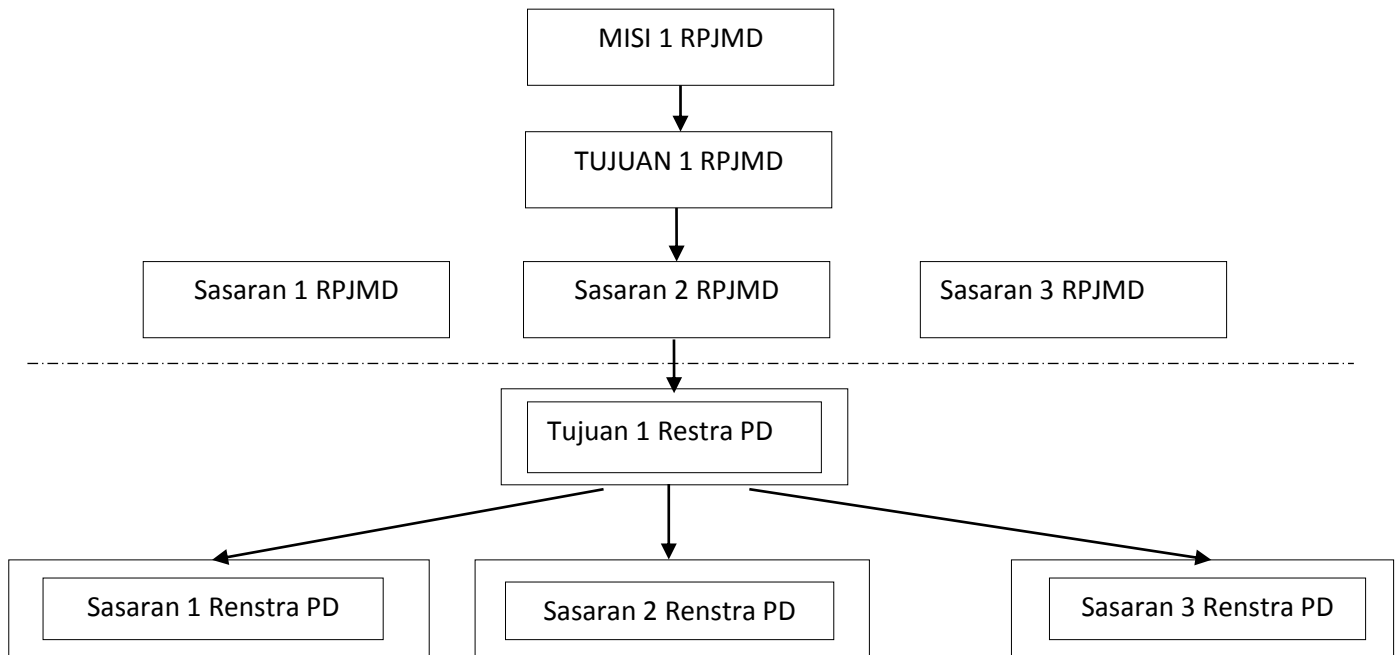 MISI 1 RPJMD
TUJUAN 1 RPJMD
Sasaran 1 RPJMD
Sasaran 2 RPJMD
Sasaran 3 RPJMD
Tujuan 1 Restra PD
Sasaran 1 Renstra PD
Sasaran 2 Renstra PD
Sasaran 3 Renstra PD